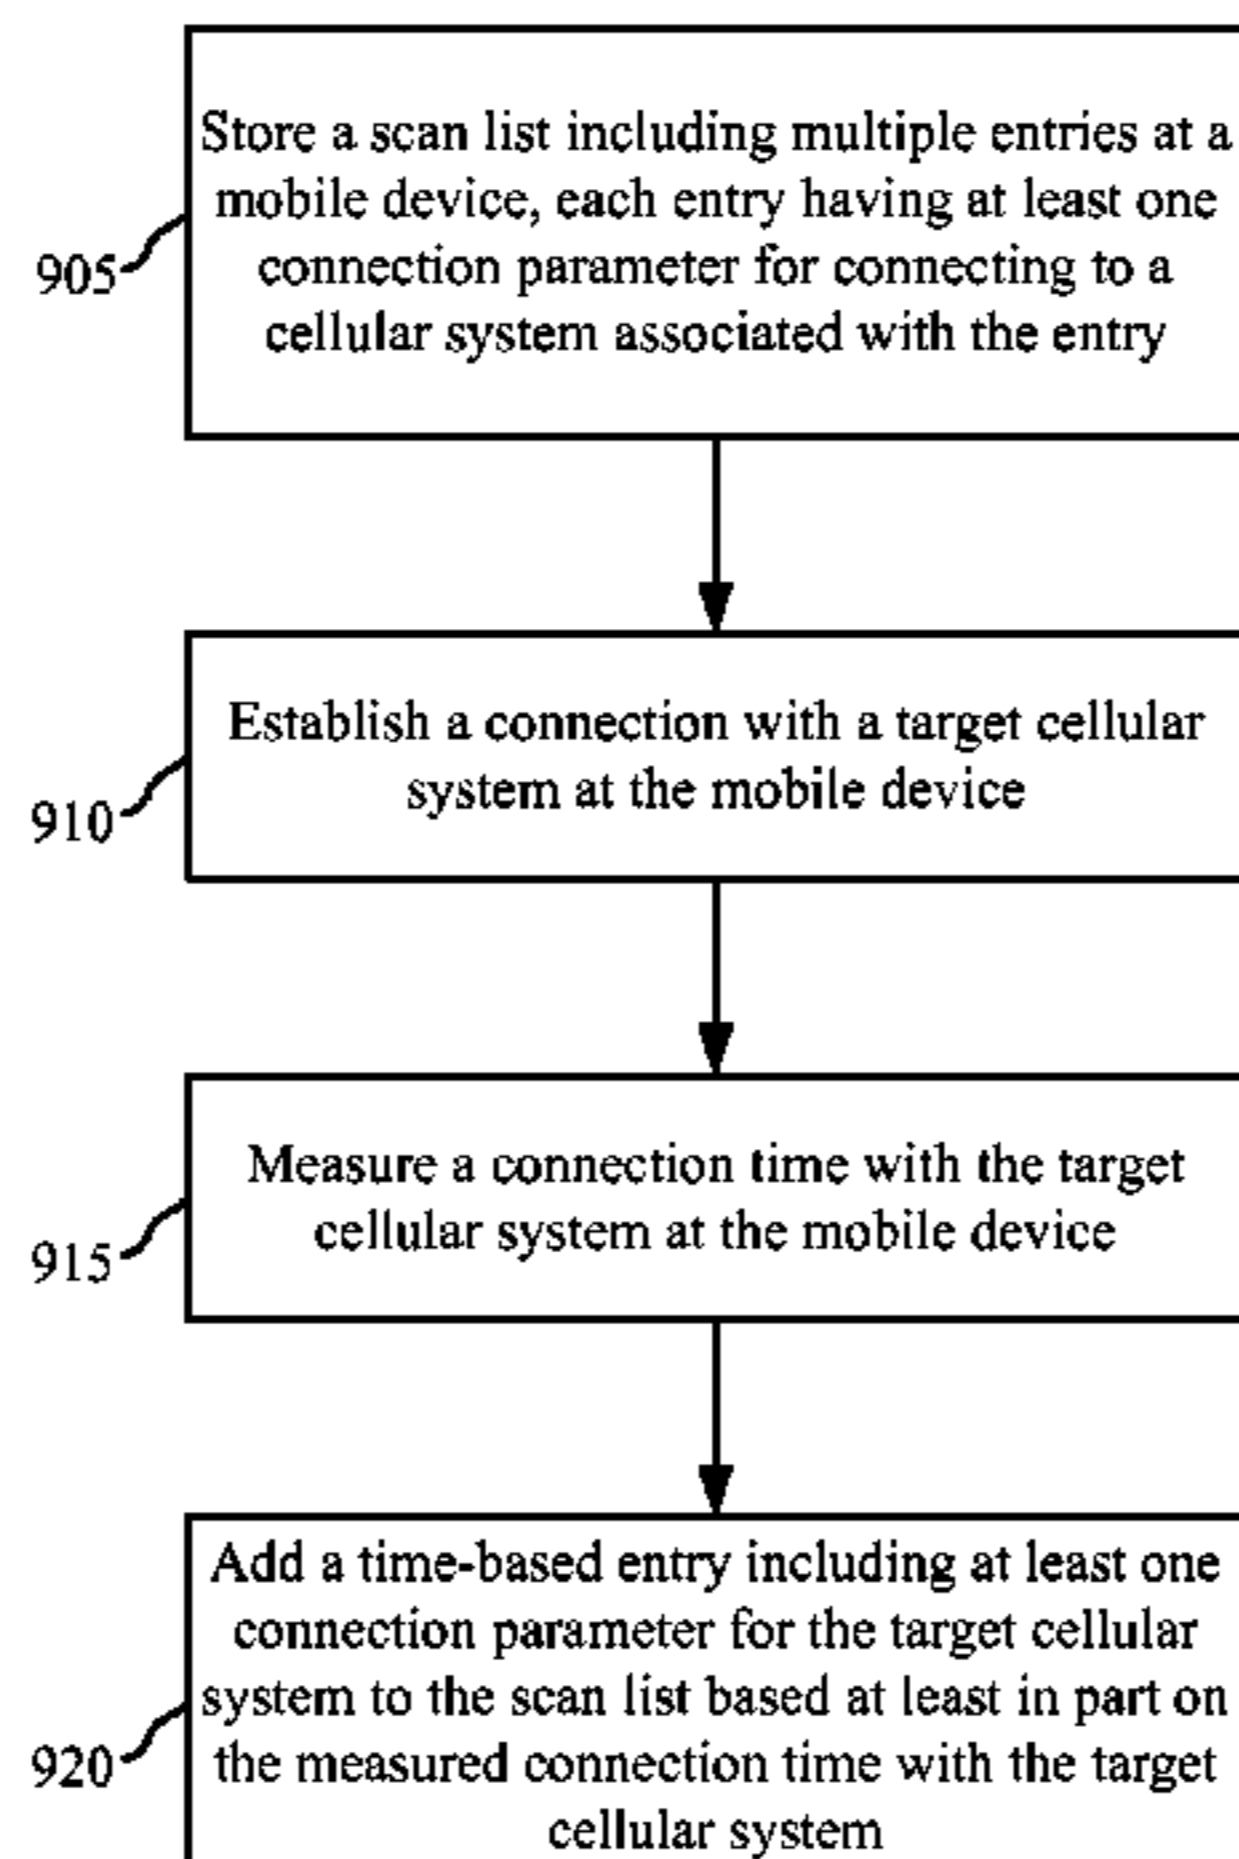 Store a scan list including multiple entries at a
mobile device, each entry having at least one
connection parameter for connecting to a
cellular system associated with the entry
905
Establish a connection with a target cellular
system at the mobile device
910
Measure a connection time with the target
cellular system at the mobile device
915
Add a time-based entry including at least one
connection parameter for the target cellular
system to the scan list based at least in part on
the measured connection time with the target
cellular system
920